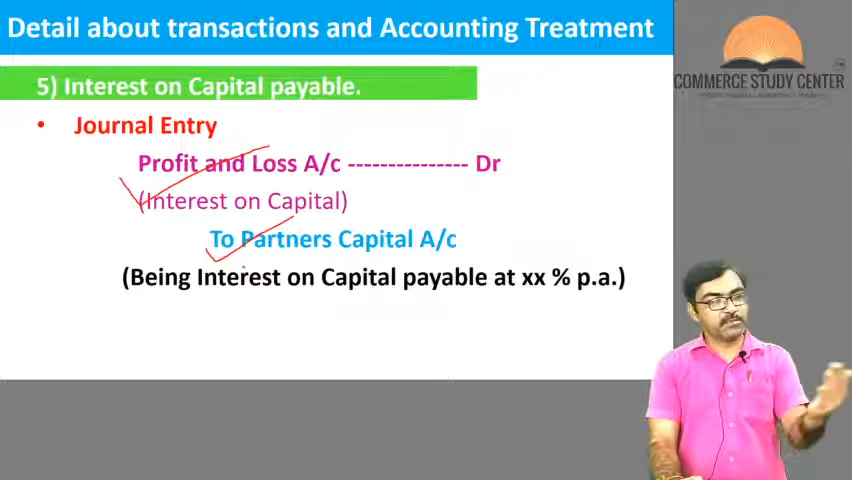 Detail about transactions and Accounting Treatment
COMMERCE STUDY CENTER
TM
5) Interest on Capital payable.
• Journal Entry
Profit and Loss A/c --------------- Dr
(Interest on Capital)
To Partners Capital A/c
(Being Interest on Capital payable at xx % p.a.)